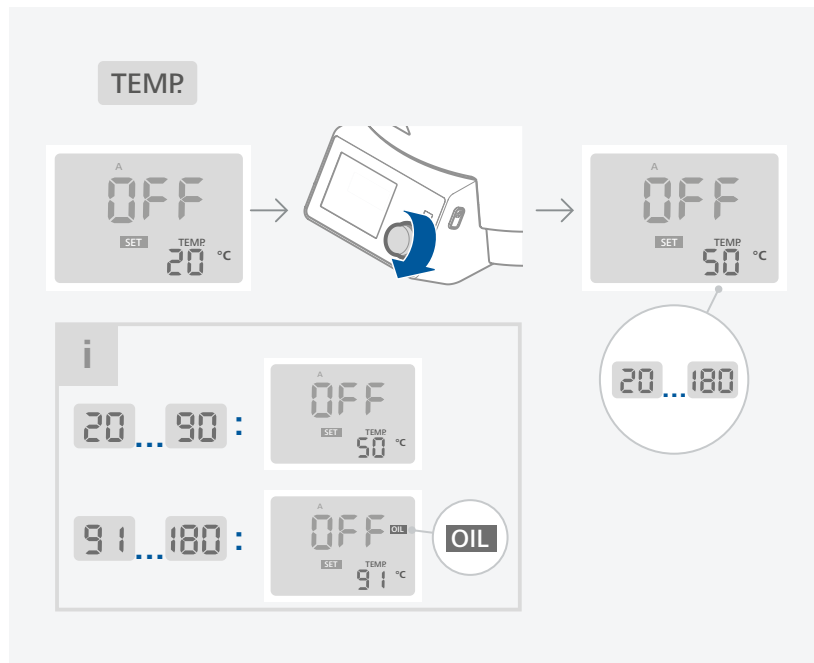 TEMP.
A
OFF
SET TEMP.
20 °C
A
OFF
SET TEMP.
50 °C
20 ... 180
i
20 ... 90 :
A
OFF
SET TEMP.
50 °C
91 ... 180 :
A
OFF OIL
SET TEMP.
91 °C
OIL